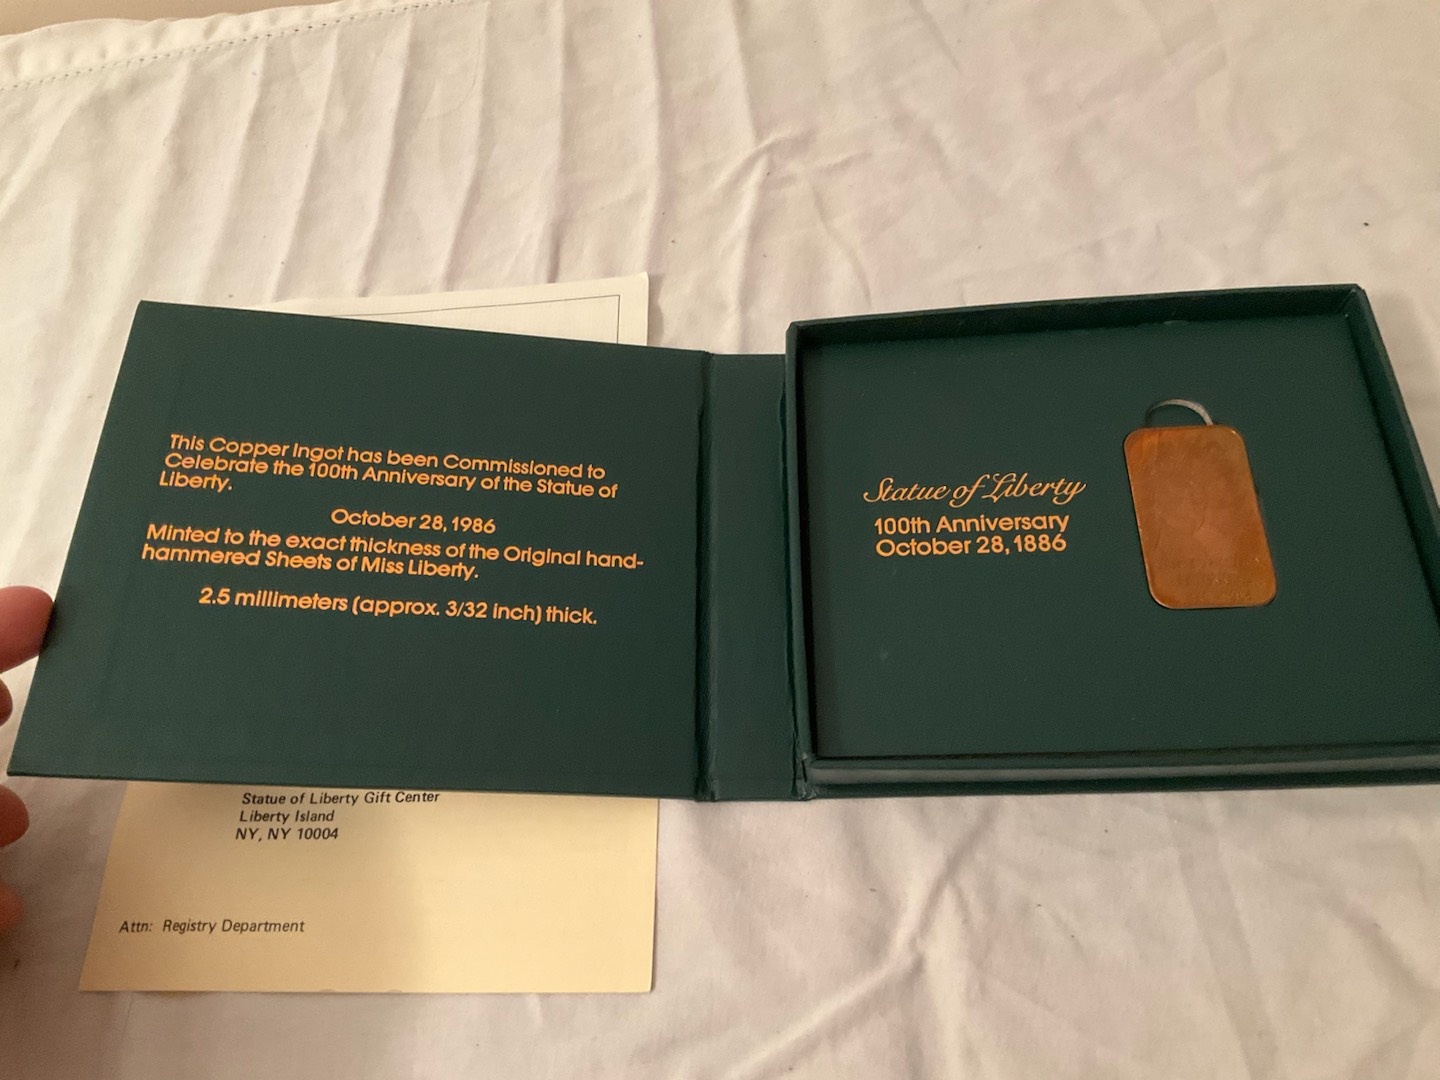 This Copper Ingot has been Commissioned to
Celebrate the 100th Anniversary of the Statue of
Liberty.
October 28, 1986
Minted to the exact thickness of the Original hand-
hammered Sheets of Miss Liberty.
2.5 millimeters (approx. 3/32 inch) thick.
Statue of Liberty
100th Anniversary
October 28, 1886
Statue of Liberty Gift Center
Liberty Island
NY, NY 10004
Attn: Registry Department